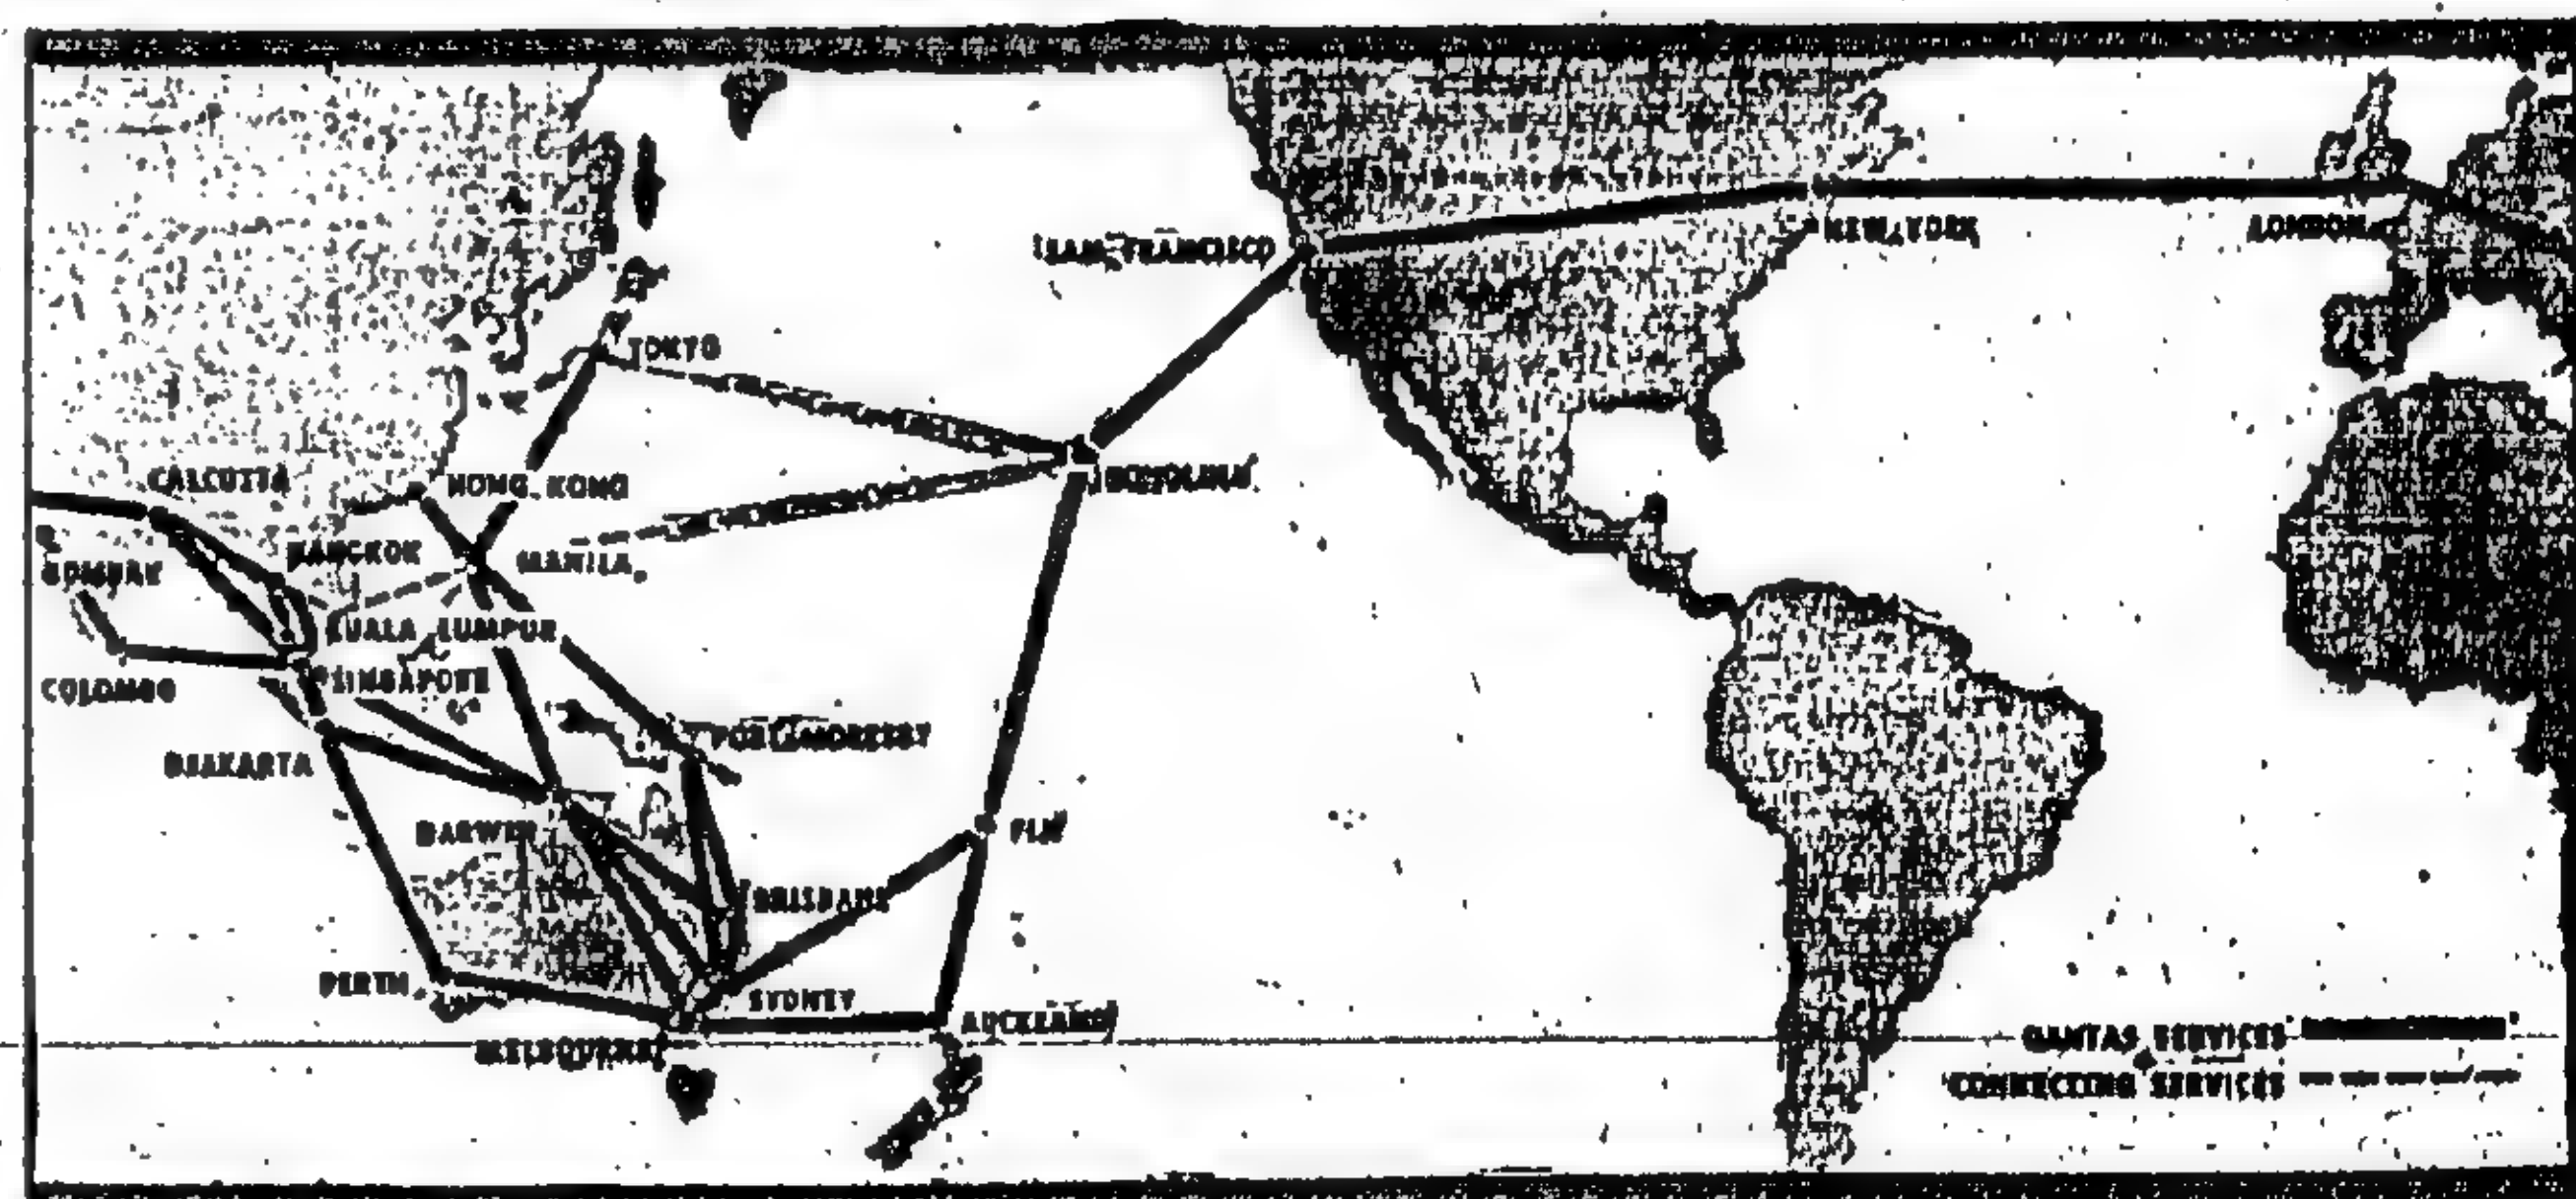 SAN FRANCISCO
NEW YORK
LONDON
TOKYO
CALCUTTA
HONG KONG
HONOLULU
BANGKOK
MANILA
BOMBAY
KUALA LUMPUR
COLOMBO
SINGAPORE
PORT MORESBY
DJAKARTA
DARWIN
FIJI
BRISBANE
PERTH
SYDNEY
AUCKLAND
MELBOURNE
QANTAS SERVICES
CONNECTING SERVICES